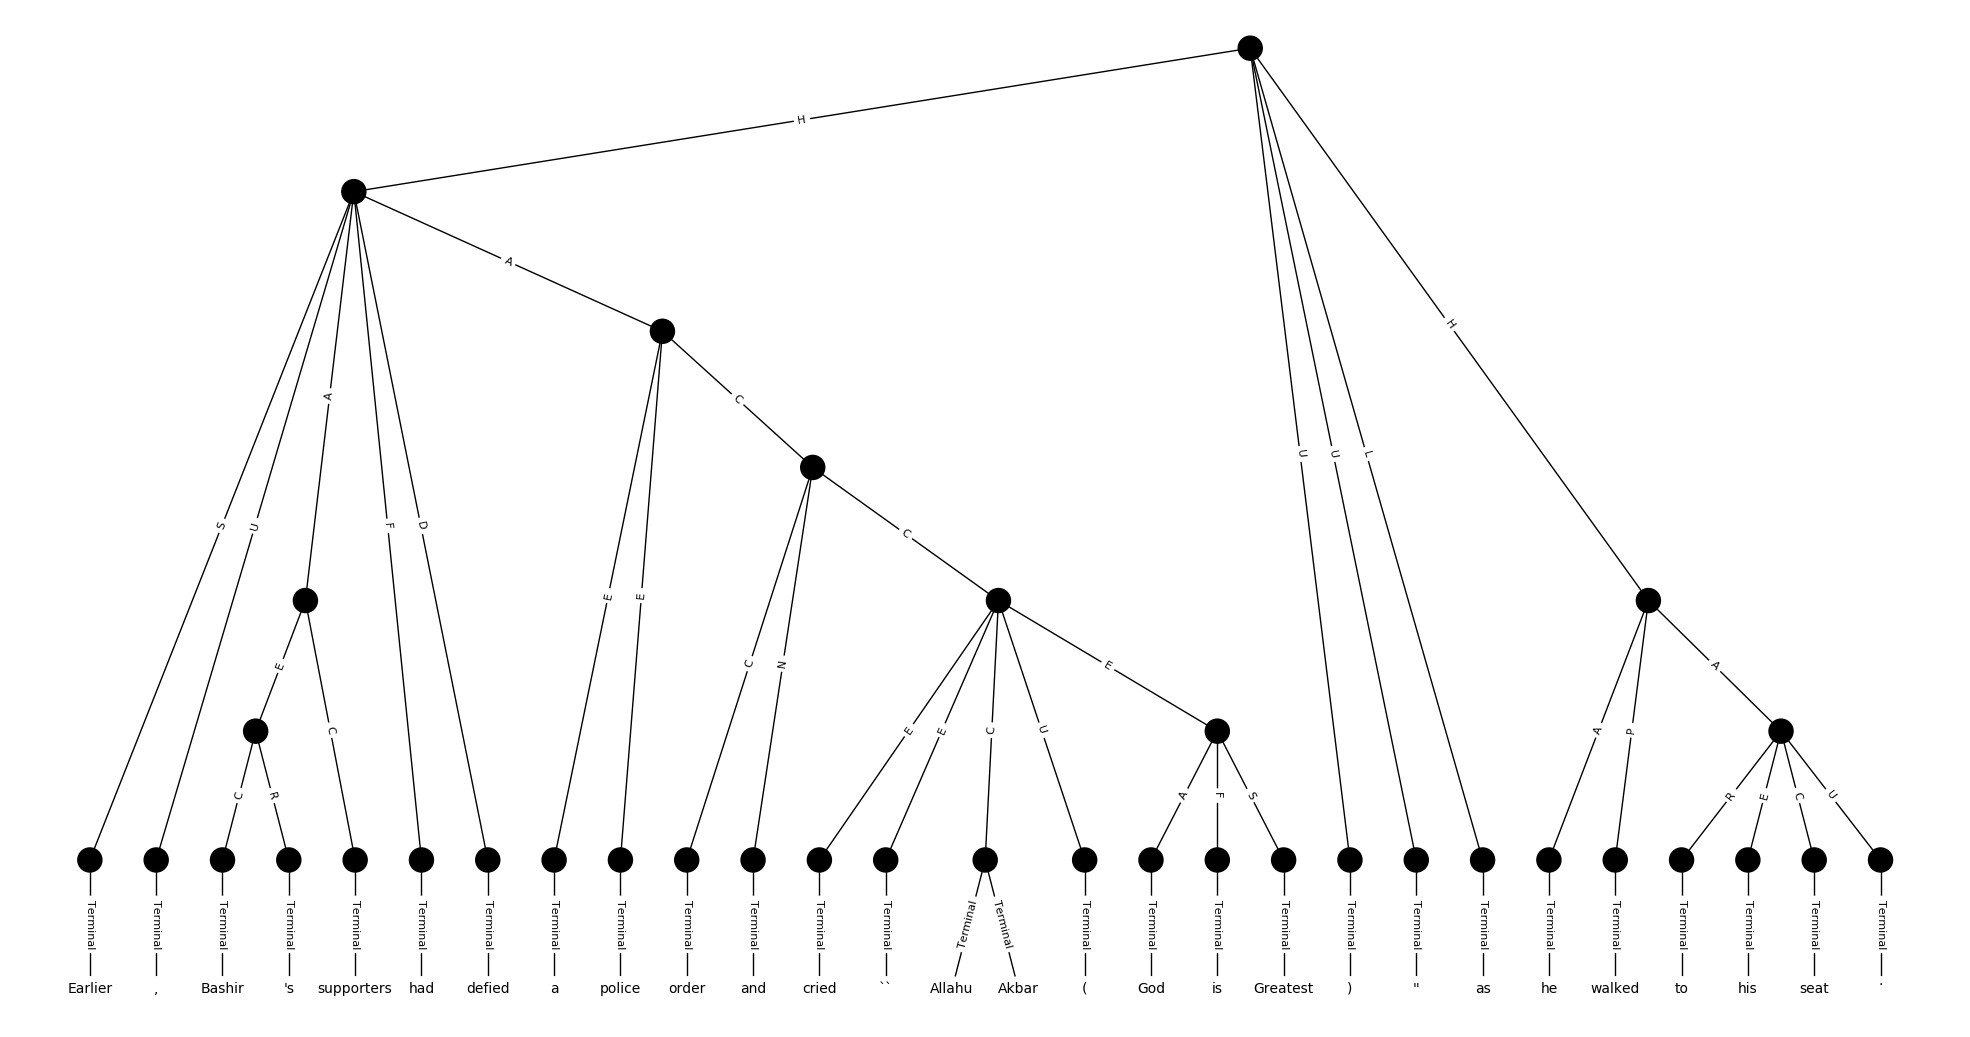 H
A
H
A
C
A
C
L
U
U
C
S
U
F
D
E
E
E
C
N
E
A
C
E
E
C
U
A
P
C
R
A
F
S
R
E
C
U
Terminal Terminal Terminal Terminal Terminal Terminal Terminal Terminal Terminal Terminal Terminal Terminal Terminal Terminal Terminal Terminal Terminal Terminal Terminal Terminal Terminal Terminal Terminal Terminal Terminal Terminal Terminal Terminal
Earlier , Bashir 's supporters had defied a police order and cried `` Allahu Akbar ( God is Greatest ) " as he walked to his seat .